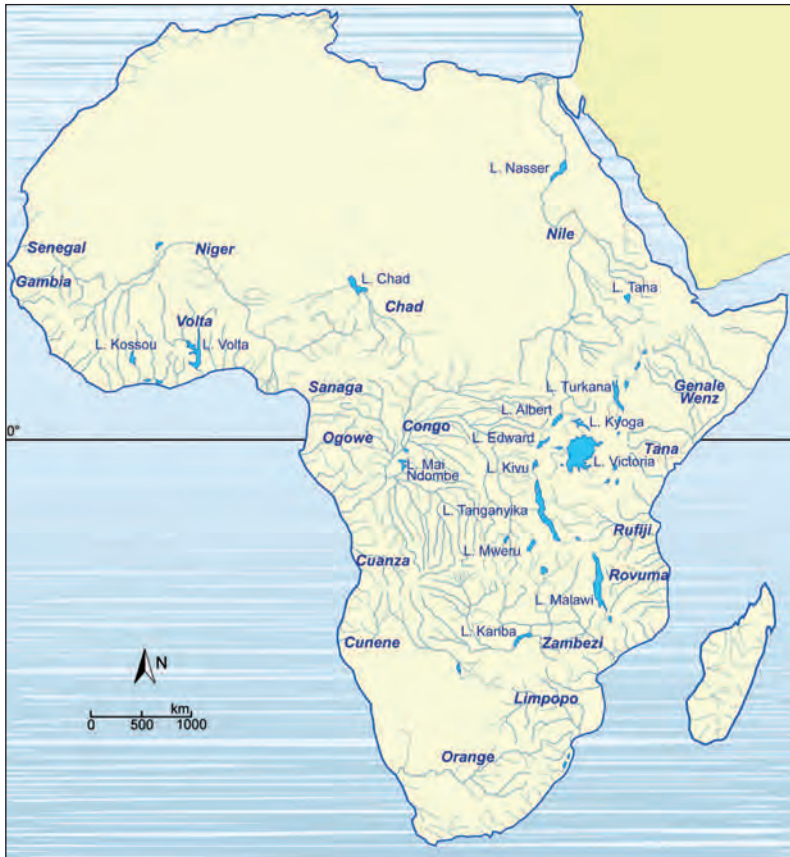 L. Nasser
Nile
Senegal
Niger
Gambia
L. Chad
Chad
L. Tana
Volta
L. Kossou
L. Volta
Sanaga
L. Turkana
Genale
Wenz
L. Albert
L. Kyoga
Congo
0°
Ogowe
L. Edward
Tana
L. Mai
Ndombe
L. Kivu
L. Victoria
L. Tanganyika
Rufiji
L. Mweru
Cuanza
Rovuma
L. Malawi
L. Kariba
Cunene
Zambezi
N
km
0 500 1000
Limpopo
Orange